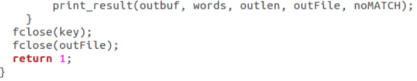 print_result(outbuf, words, outlen, outFile, noMATCH);
}
fclose(key);
fclose(outFile);
return 1;
}